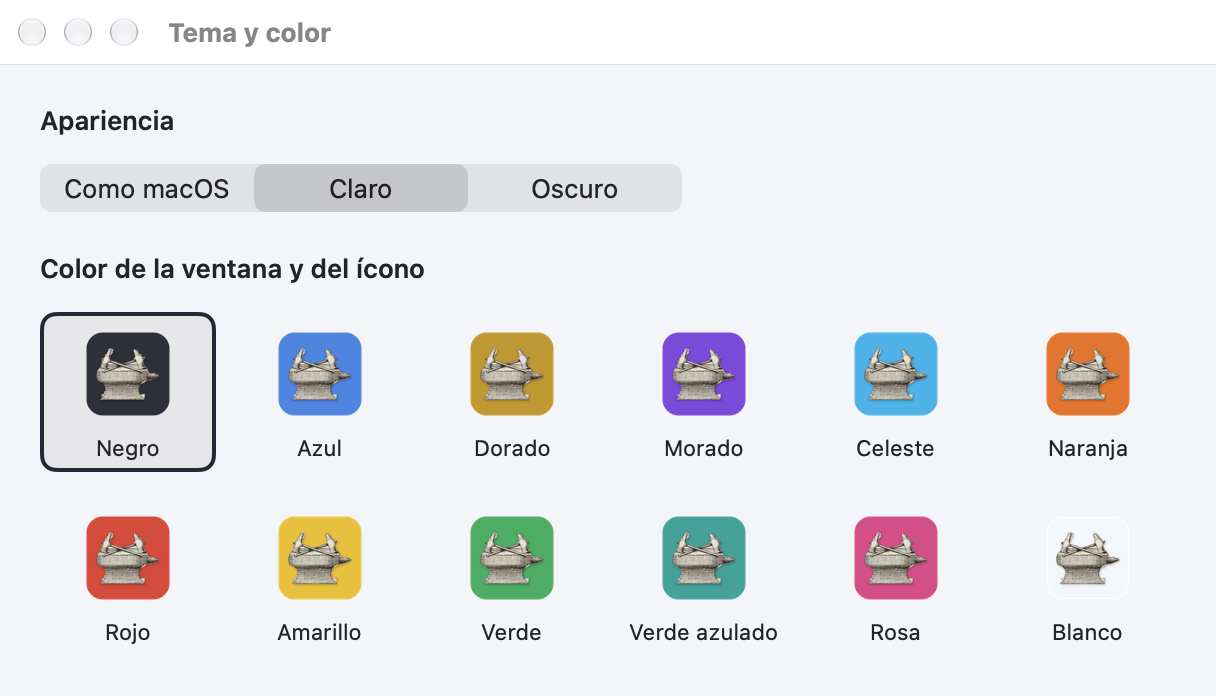 Tema y color
Apariencia
Como macOS Claro Oscuro
Color de la ventana y del ícono
Negro Azul Dorado Morado Celeste Naranja
Rojo Amarillo Verde Verde azulado Rosa Blanco